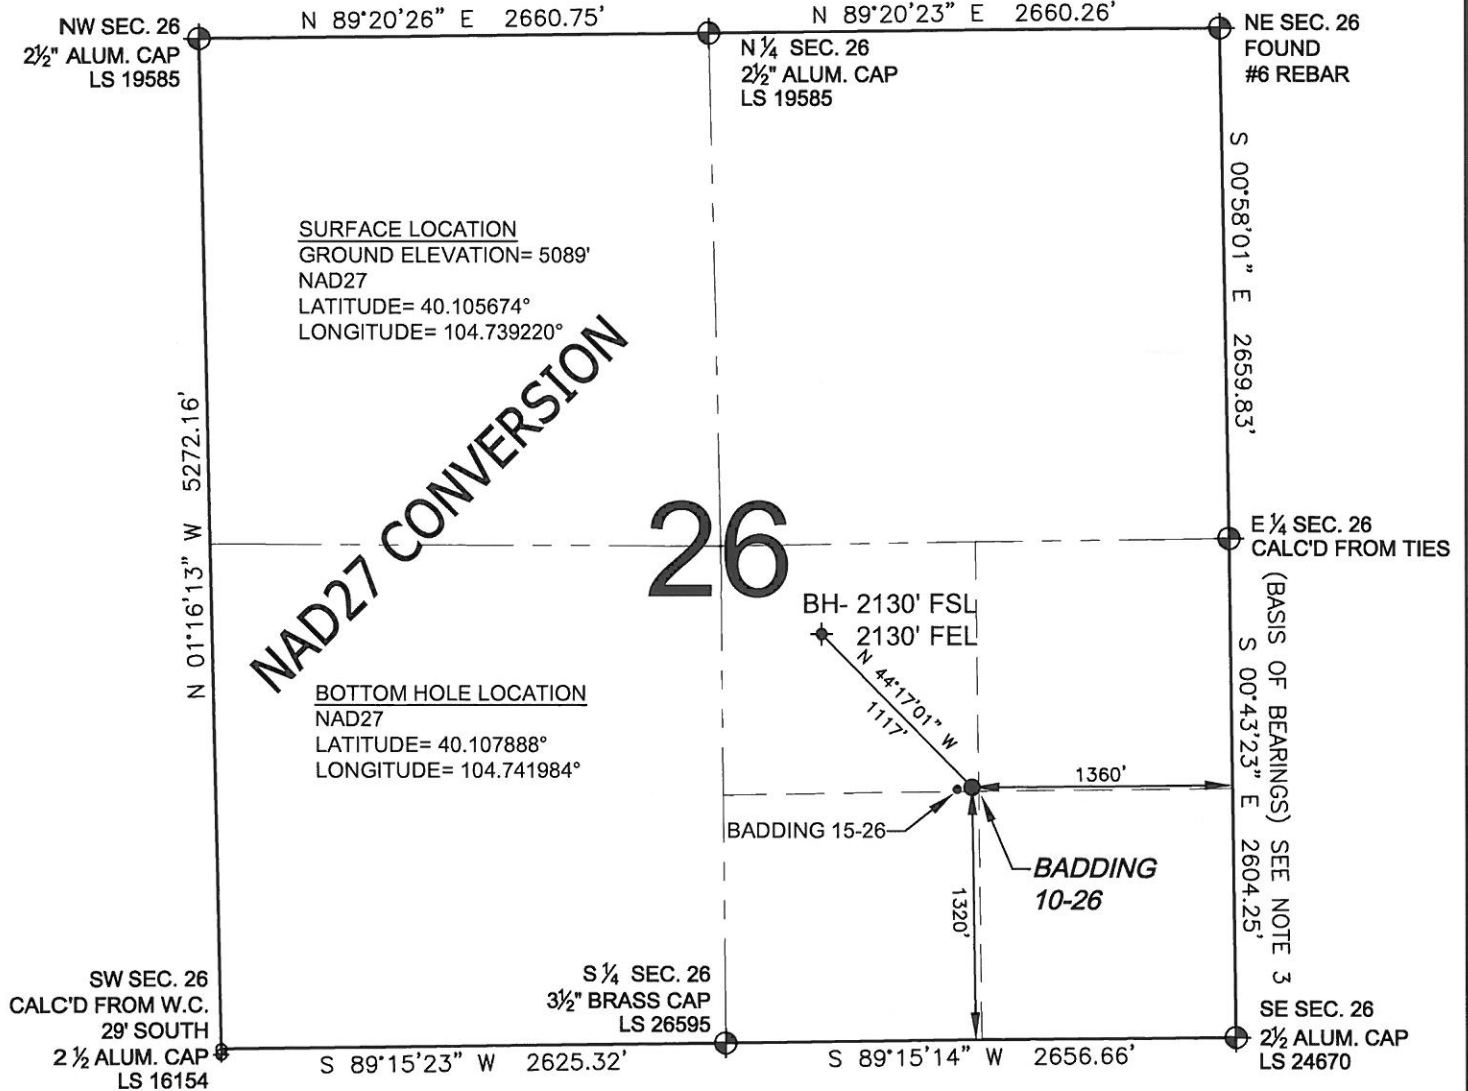 N 89°20'26" E 2660.75'
N 89°20'23" E 2660.26'
NW SEC. 26
2½" ALUM. CAP
LS 19585
N ¼ SEC. 26
2½" ALUM. CAP
LS 19585
NE SEC. 26
FOUND
#6 REBAR
S 00°58'01" E 2659.83'
SURFACE LOCATION
GROUND ELEVATION= 5089'
NAD27
LATITUDE= 40.105674°
LONGITUDE= 104.739220°
NAD27 CONVERSION
N 01°16'13" W 5272.16'
26
E ¼ SEC. 26
CALC'D FROM TIES
BH- 2130' FSL
2130' FEL
N 44°17'01" W
1117'
(BASIS OF BEARINGS) SEE NOTE 3
S 00°43'23" E 2604.25'
BOTTOM HOLE LOCATION
NAD27
LATITUDE= 40.107888°
LONGITUDE= 104.741984°
1360'
BADDING 15-26
BADDING
10-26
1320'
SW SEC. 26
CALC'D FROM W.C.
29' SOUTH
2 ½ ALUM. CAP
LS 16154
S ¼ SEC. 26
3½" BRASS CAP
LS 26595
SE SEC. 26
2½ ALUM. CAP
LS 24670
S 89°15'23" W 2625.32'
S 89°15'14" W 2656.66'